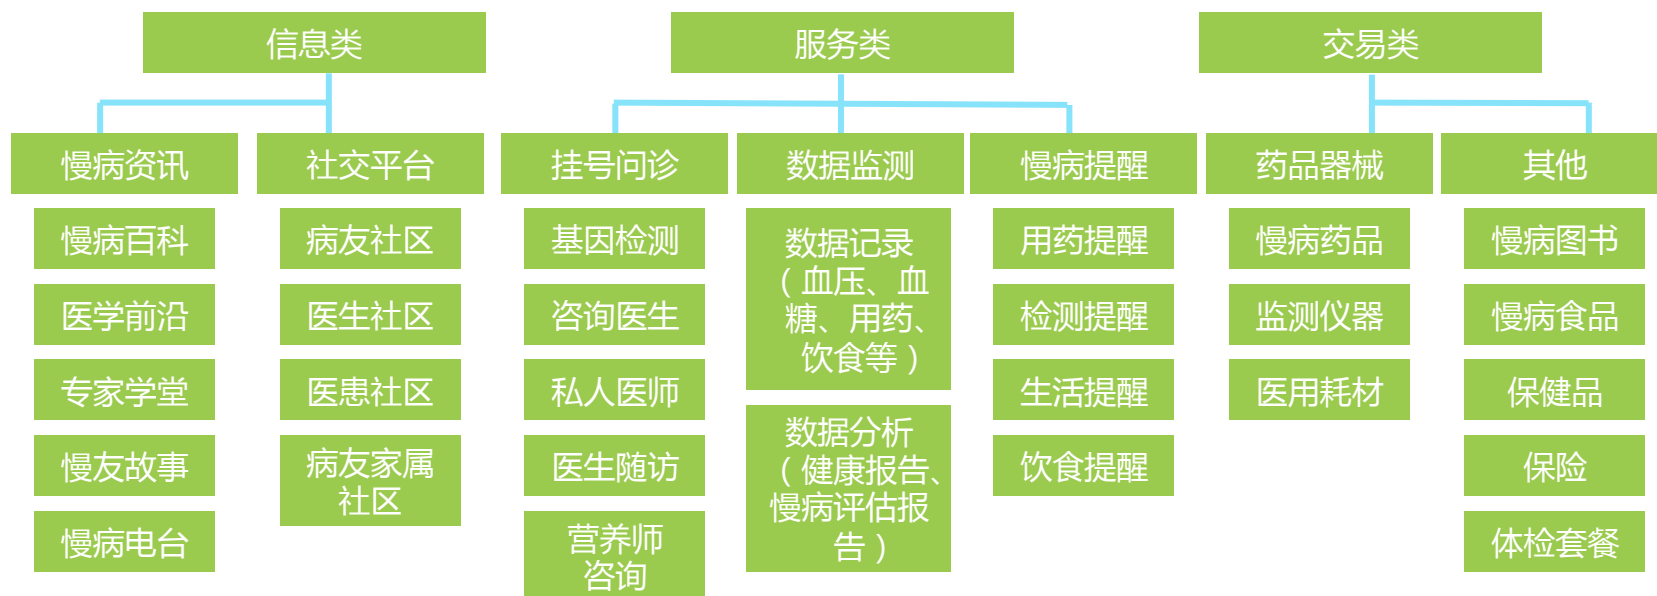 信息类
慢病资讯
慢病百科
医学前沿
专家学堂
慢友故事
慢病电台
社交平台
病友社区
医生社区
医患社区
病友家属
社区
服务类
挂号问诊
基因检测
咨询医生
私人医师
医生随访
营养师
咨询
数据监测
数据记录
（血压、血
糖、用药、
饮食等）
数据分析
（健康报告、
慢病评估报
告）
慢病提醒
用药提醒
检测提醒
生活提醒
饮食提醒
交易类
药品器械
慢病药品
监测仪器
医用耗材
其他
慢病图书
慢病食品
保健品
保险
体检套餐